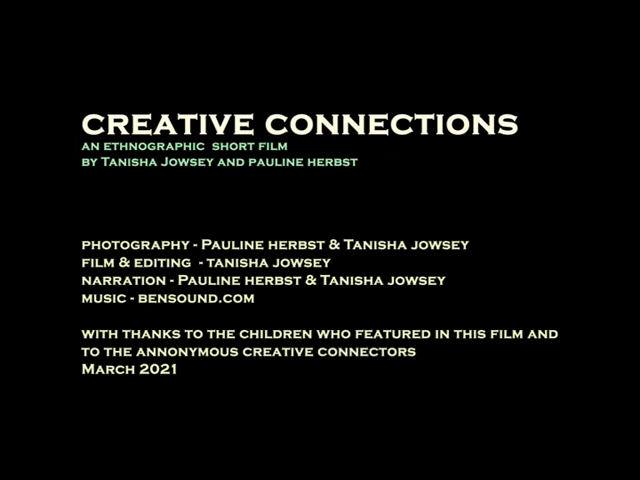 CREATIVE CONNECTIONS
AN ETHNOGRAPHIC SHORT FILM
BY TANISHA JOWSEY AND PAULINE HERBST
PHOTOGRAPHY - PAULINE HERBST & TANISHA JOWSEY
FILM & EDITING - TANISHA JOWSEY
NARRATION - PAULINE HERBST & TANISHA JOWSEY
MUSIC - BENSOUND.COM
WITH THANKS TO THE CHILDREN WHO FEATURED IN THIS FILM AND
TO THE ANNONYMOUS CREATIVE CONNECTORS
MARCH 2021